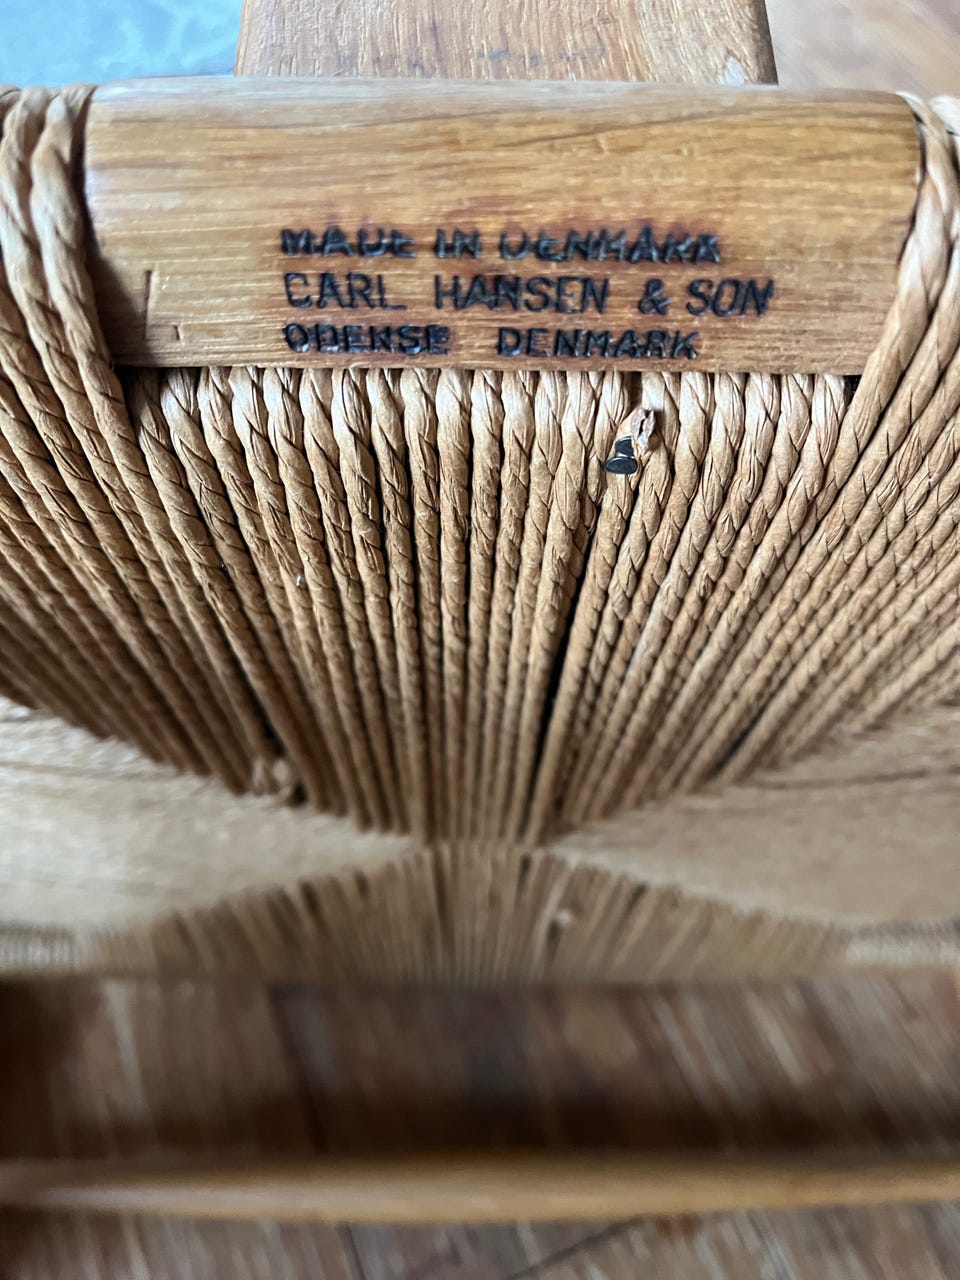 MADE IN DENMARK
CARL HANSEN & SON
ODENSE DENMARK